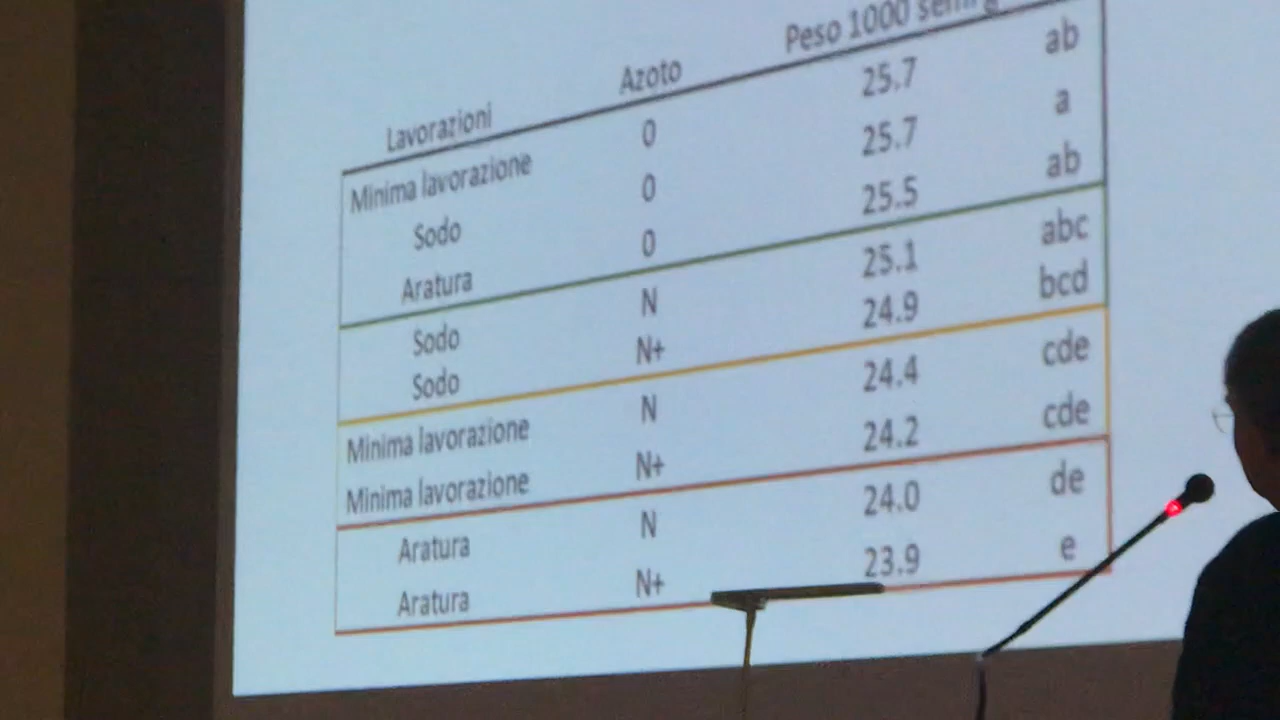 Lavorazioni Azoto Peso 1000 semi g
Minima lavorazione 0 25.7 ab
Sodo 0 25.7 a
Aratura 0 25.5 ab
Sodo N 25.1 abc
Sodo N+ 24.9 bcd
Minima lavorazione N 24.4 cde
Minima lavorazione N+ 24.2 cde
Aratura N 24.0 de
Aratura N+ 23.9 e